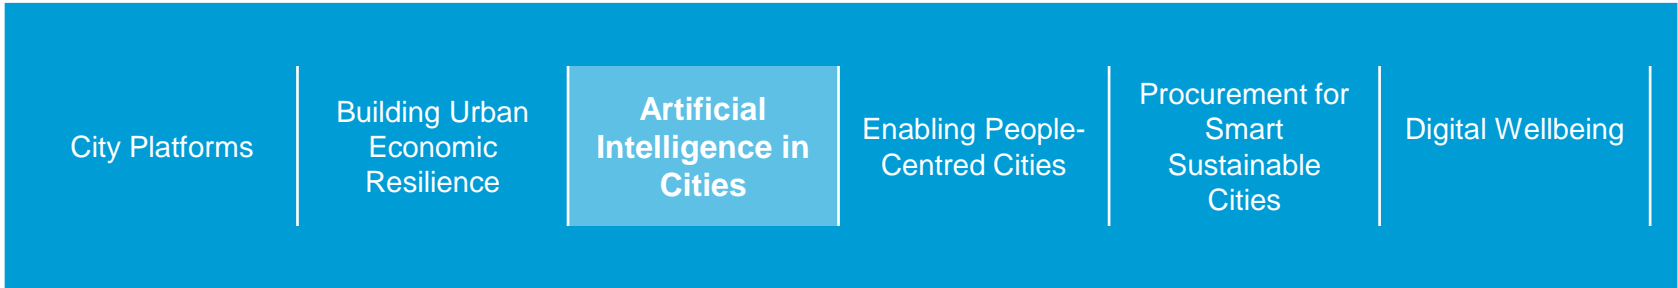 City Platforms
Building Urban
Economic
Resilience
Artificial
Intelligence in
Cities
Enabling People-
Centred Cities
Procurement for
Smart
Sustainable
Cities
Digital Wellbeing